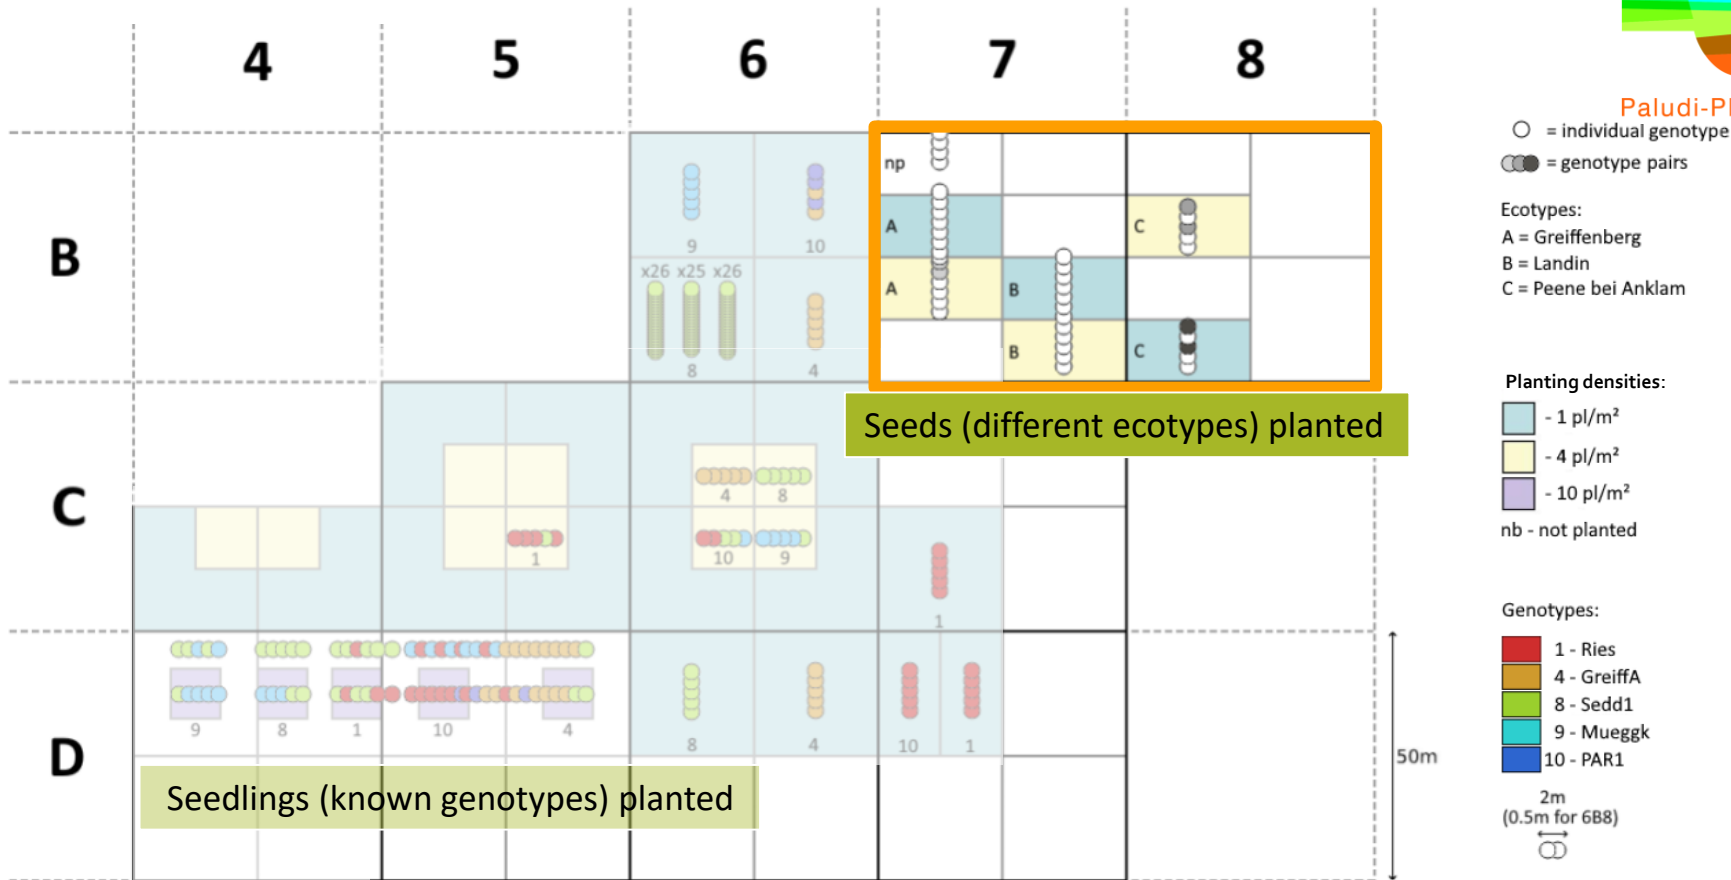 4 5 6 7 8
Paludi-P
= individual genotype
= genotype pairs
Ecotypes:
A = Greiffenberg
B = Landin
C = Peene bei Anklam
Planting densities:
- 1 pl/m²
- 4 pl/m²
- 10 pl/m²
nb - not planted
Genotypes:
1 - Ries
4 - GreiffA
8 - Sedd1
9 - Mueggk
10 - PAR1
2m
(0.5m for 6B8)
B
np
A
C
9 10
x26 x25 x26
A
B
8 4
B
C
Seeds (different ecotypes) planted
C
4 8
1
10 9
1
D
9 8 1 10 4
8 4 10 1
50m
Seedlings (known genotypes) planted